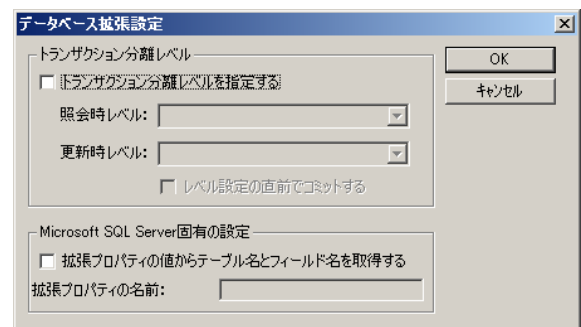 データベース拡張設定
トランザクション分離レベル
トランザクション分離レベルを指定する
照会時レベル:
更新時レベル:
レベル設定の直前でコミットする
Microsoft SQL Server固有の設定
拡張プロパティの値からテーブル名とフィールド名を取得する
拡張プロパティの名前:
OK
キャンセル